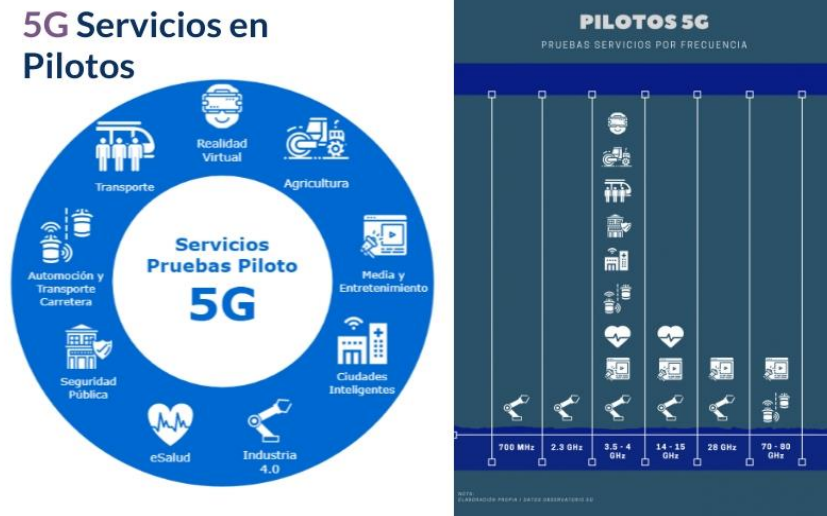 5G Servicios en
Pilotos
Realidad
Virtual
Transporte
Agricultura
Automoción y
Transporte
Carretera
Servicios
Pruebas Piloto
5G
Media y
Entretenimiento
Seguridad
Pública
Ciudades
Inteligentes
eSalud
Industria
4.0
PILOTOS 5G
PRUEBAS SERVICIOS POR FRECUENCIA
700 MHz
2.3 GHz
3.5 - 4
GHz
14 - 15
GHz
28 GHz
70 - 80
GHz
NOTE:
ELABORACIÓN PROPIA / DATOS OBSERVATORIO 5G